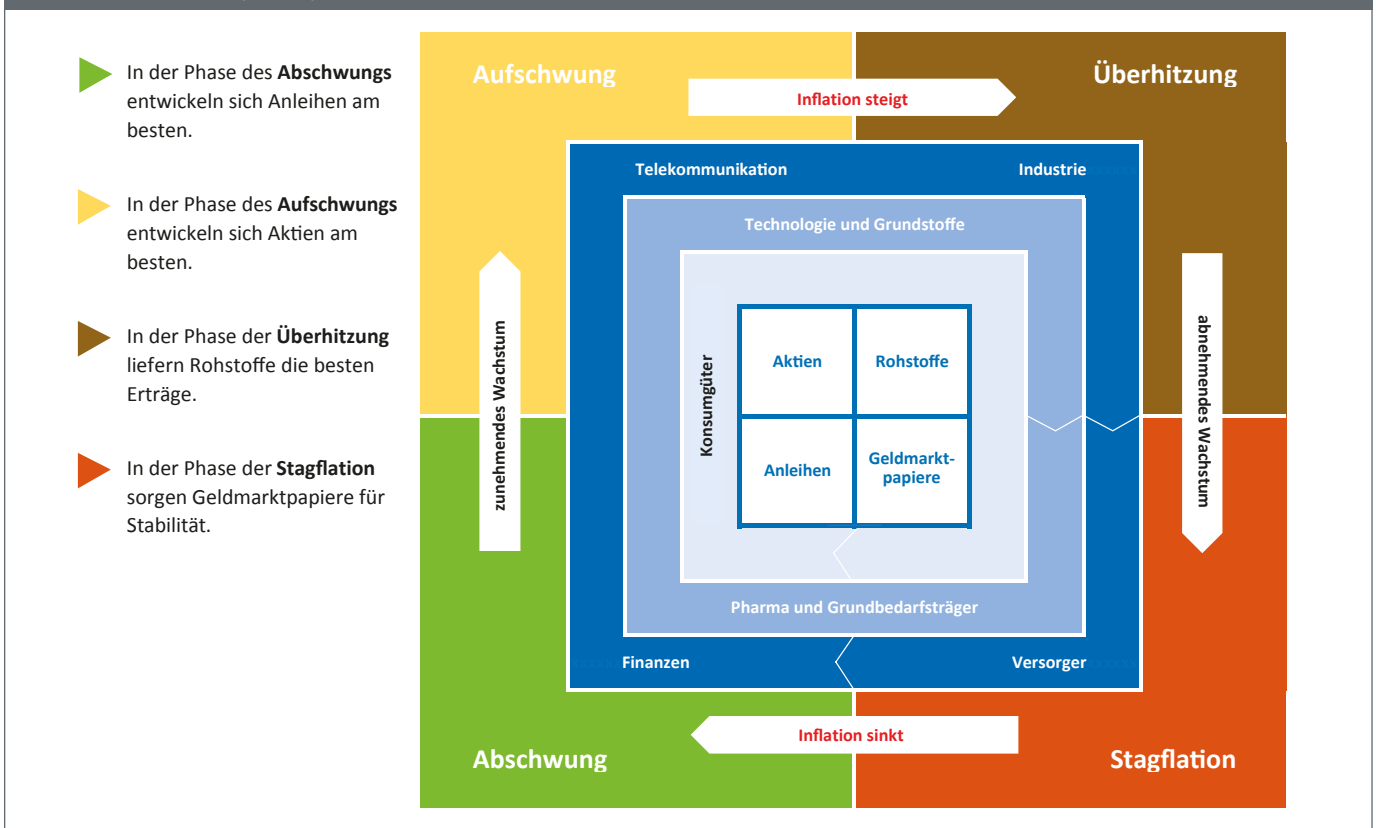 In der Phase des Abschwungs
entwickeln sich Anleihen am
besten.
In der Phase des Aufschwungs
entwickeln sich Aktien am
besten.
In der Phase der Überhitzung
liefern Rohstoffe die besten
Erträge.
In der Phase der Stagflation
sorgen Geldmarktpapiere für
Stabilität.
Aufschwung
Überhitzung
Inflation steigt
Telekommunikation
Industrie
Technologie und Grundstoffe
zunehmendes Wachstum
Konsumgüter
Aktien
Rohstoffe
Anleihen
Geldmarkt-
papiere
abnehmendes Wachstum
Pharma und Grundbedarfsträger
Finanzen
Versorger
Inflation sinkt
Abschwung
Stagflation